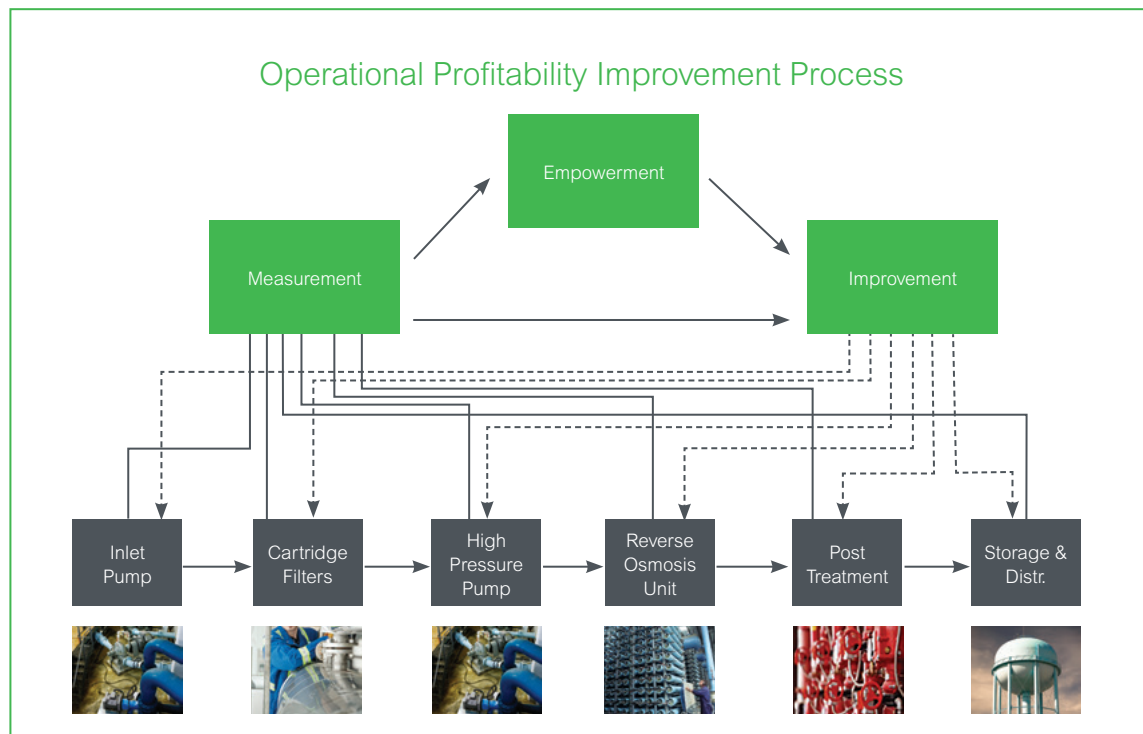 Operational Profitability Improvement Process
Empowerment
Measurement
Improvement
Inlet
Pump
Cartridge
Filters
High
Pressure
Pump
Reverse
Osmosis
Unit
Post
Treatment
Storage &
Distr.